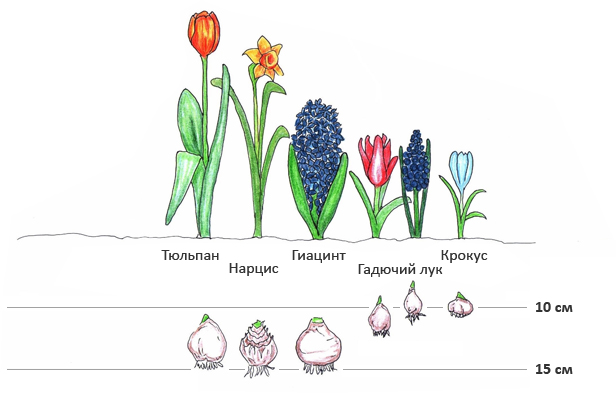 Тюльпан
Нарцис
Гиацинт
Гадючий лук
Крокус
10 см
15 см